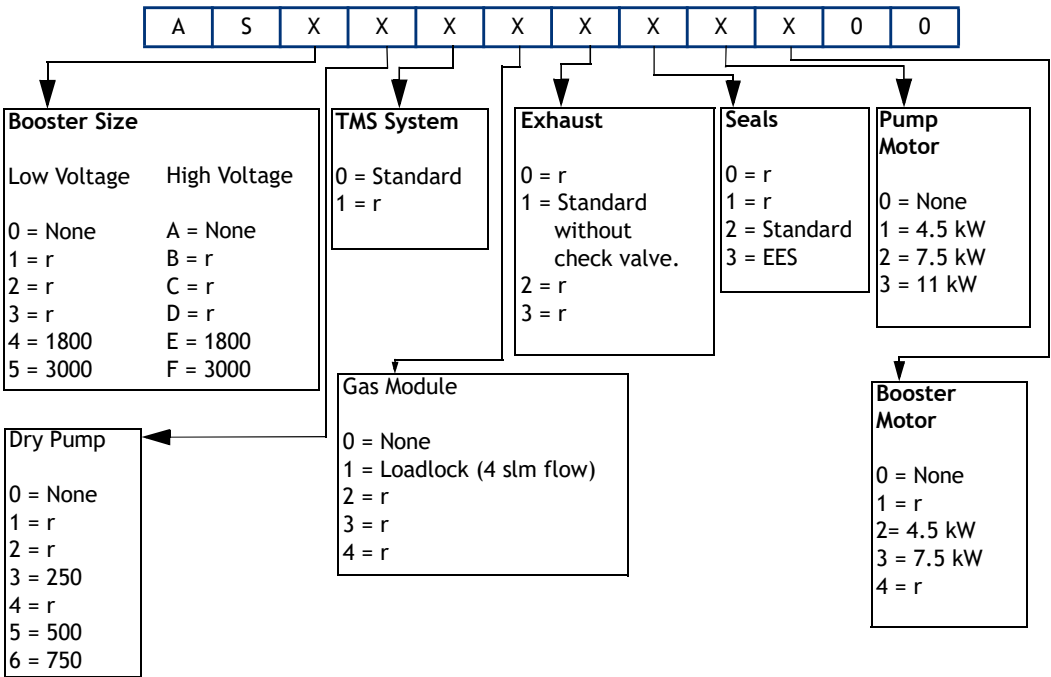 A S X X X X X X X X 0 0
Booster Size
Low Voltage High Voltage
0 = None A = None
1 = r B = r
2 = r C = r
3 = r D = r
4 = 1800 E = 1800
5 = 3000 F = 3000
TMS System
0 = Standard
1 = r
Exhaust
0 = r
1 = Standard
without
check valve.
2 = r
3 = r
Seals
0 = r
1 = r
2 = Standard
3 = EES
Pump
Motor
0 = None
1 = 4.5 kW
2 = 7.5 kW
3 = 11 kW
Dry Pump
0 = None
1 = r
2 = r
3 = 250
4 = r
5 = 500
6 = 750
Gas Module
0 = None
1 = Loadlock (4 slm flow)
2 = r
3 = r
4 = r
Booster
Motor
0 = None
1 = r
2= 4.5 kW
3 = 7.5 kW
4 = r